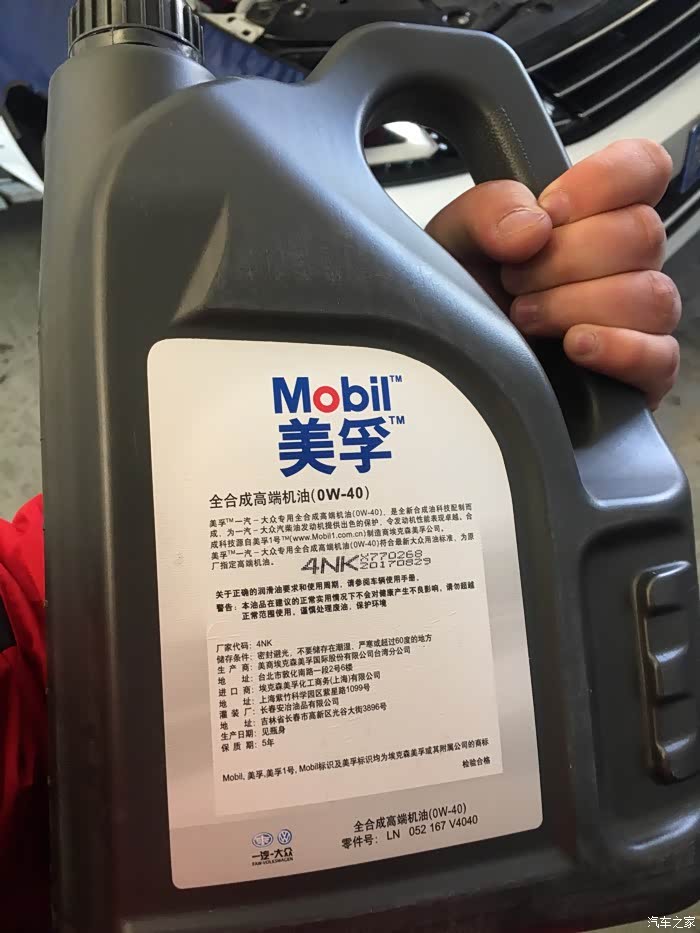 Mobil™
美孚™
全合成高端机油(0W-40)
美孚™一汽-大众专用全合成高端机油(0W-40)，是全新合成油科技配制而
成，为一汽-大众汽柴油发动机提供出色的保护，令发动机性能表现卓越。合
成科技源自美孚1号™(www.Mobil1.com.cn)制造商埃克森美孚公司。
美孚™一汽-大众专用全合成高端机油(0W-40)符合最新大众用油标准，为原
厂指定高端机油。
4NK X770268
20170829
关于正确的润滑油要求和使用周期，请参阅车辆使用手册。
警告：本油品在建议的正常实用情况下不会对健康产生不良影响，请勿超越
正常范围使用，谨慎处理废油，保护环境
厂家代码：4NK
储存条件：密封避光，不要储存在潮湿、严寒或超过60度的地方
生 产 商：美商埃克森美孚国际股份有限公司台湾分公司
地 址：台北市敦化南路一段2号6楼
进 口 商：埃克森美孚化工商务(上海)有限公司
地 址：上海紫竹科学园区紫星路1099号
灌 装 厂：长春安冶油品有限公司
地 址：吉林省长春市高新区光谷大街3896号
生产日期：见瓶身
保 质 期：5年
Mobil, 美孚,美孚1号, Mobil标识及美孚标识均为埃克森美孚或其附属公司的商标
检验合格
一汽-大众
FAW-VOLKSWAGEN
全合成高端机油(0W-40)
零件号：LN 052 167 V4040
汽车之家